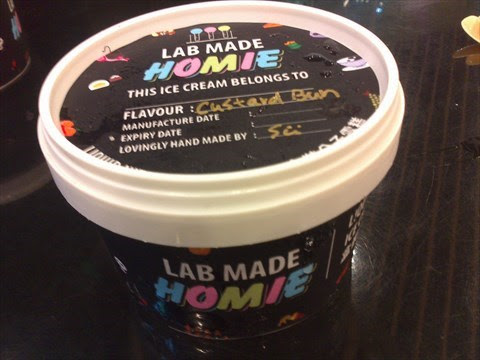 LAB MADE
HOMIE
THIS ICE CREAM BELONGS TO
FLAVOUR : Custard Bun
MANUFACTURE DATE :
EXPIRY DATE :
LOVINGLY HAND MADE BY : Sci
LAB MADE
HOMIE